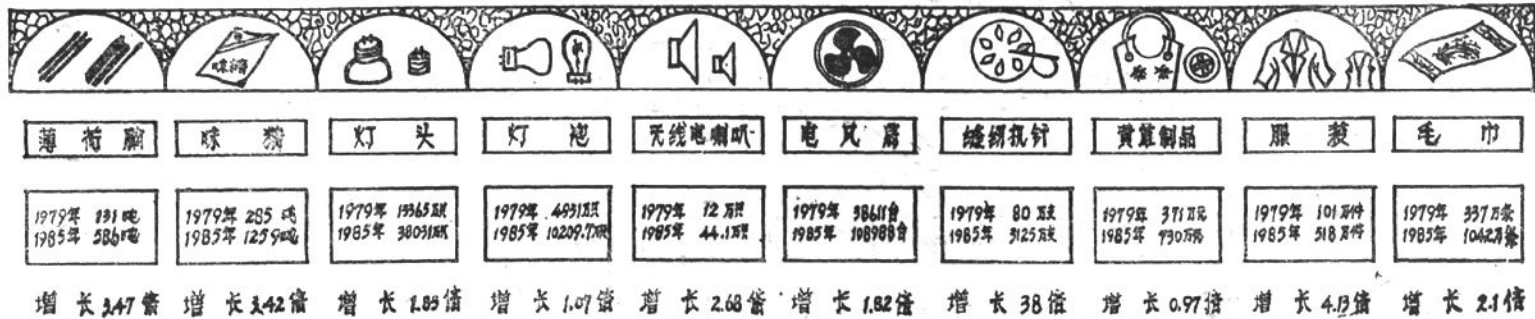 味精
薄荷脑
1979年 131吨
1985年 586吨
增长3.47倍
味精
1979年 285吨
1985年 1259吨
增长3.42倍
灯头
1979年 13365万只
1985年 38031万只
增长1.85倍
灯泡
1979年 4931万只
1985年 10209.7万只
增长1.07倍
无线电喇叭
1979年 12万只
1985年 44.1万只
增长2.68倍
电风扇
1979年 38611台
1985年 108988台
增长1.82倍
缝纫机针
1979年 80万支
1985年 3125万支
增长38倍
黄草制品
1979年 471万只
1985年 930万只
增长0.97倍
服装
1979年 101万件
1985年 518万件
增长4.13倍
毛巾
1979年 337万条
1985年 1042万条
增长2.1倍